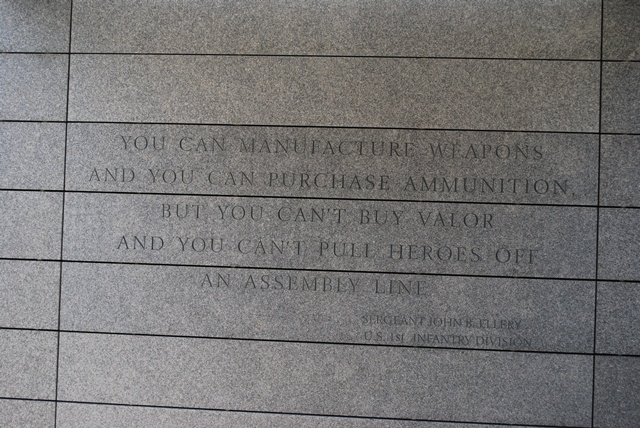 YOU CAN MANUFACTURE WEAPONS
AND YOU CAN PURCHASE AMMUNITION,
BUT YOU CAN'T BUY VALOR
AND YOU CAN'T PULL HEROES OFF
AN ASSEMBLY LINE
SERGEANT JOHN B. ELLERY
U.S. 1ST INFANTRY DIVISION